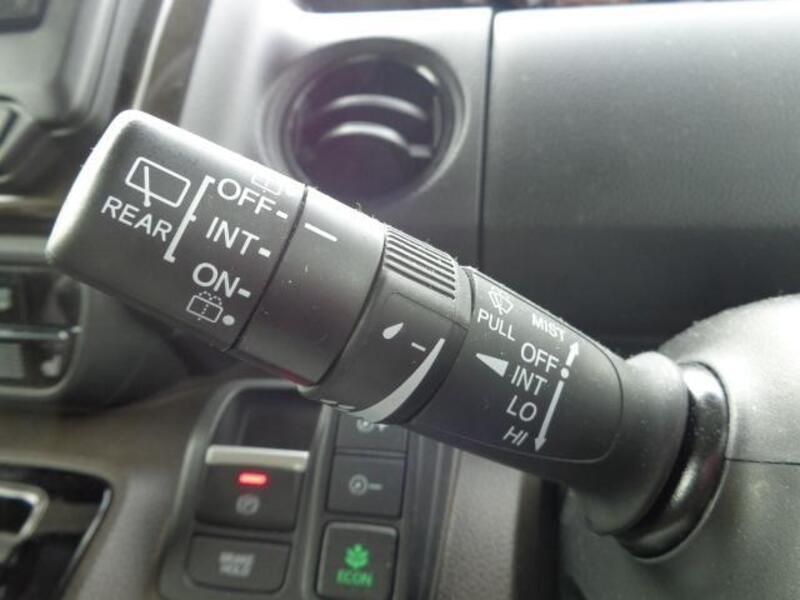 REAR
OFF
INT
ON
PULL
MIST
OFF
INT
LO
HI
BRAKE
HOLD
ECON